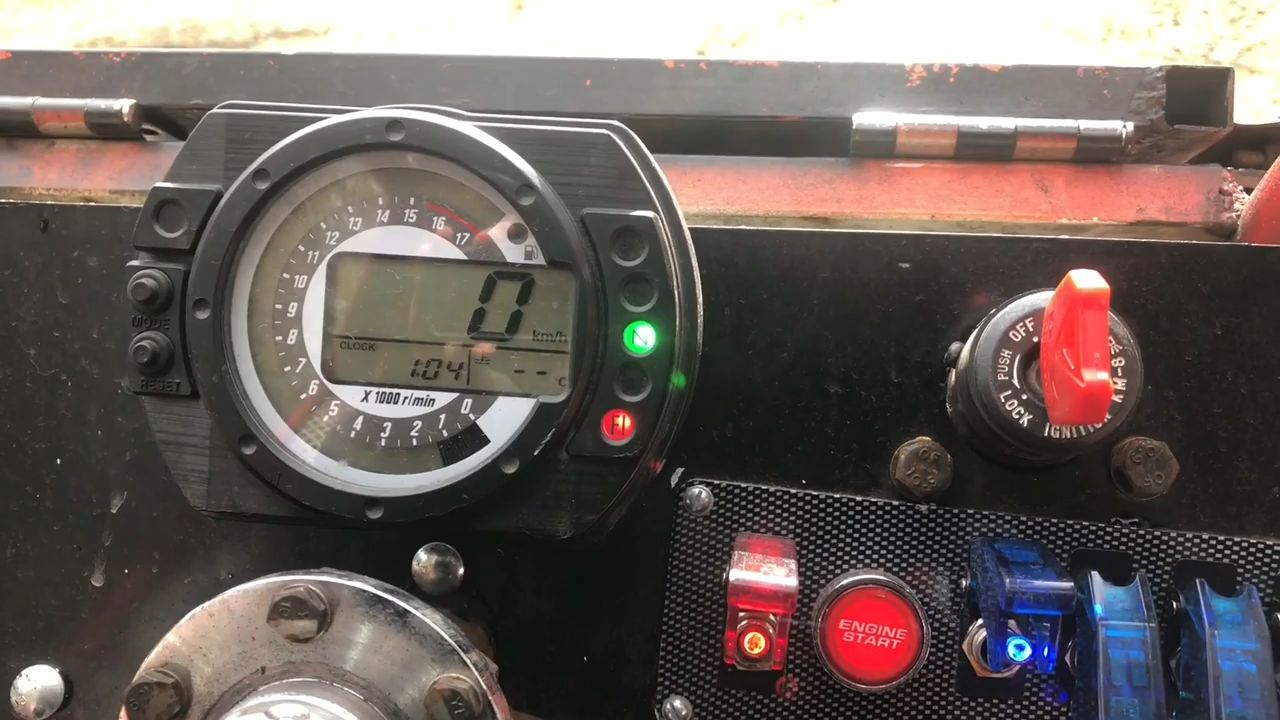 17
16
15
14
13
12
11
10
9
8
7
6
5
4
3
2
1
0
X 1000 r/min
0
km/h
CLOCK
1:04
-- °C
MODE
RESET
N
FI
OFF
PUSH
LOCK
ENGINE
START